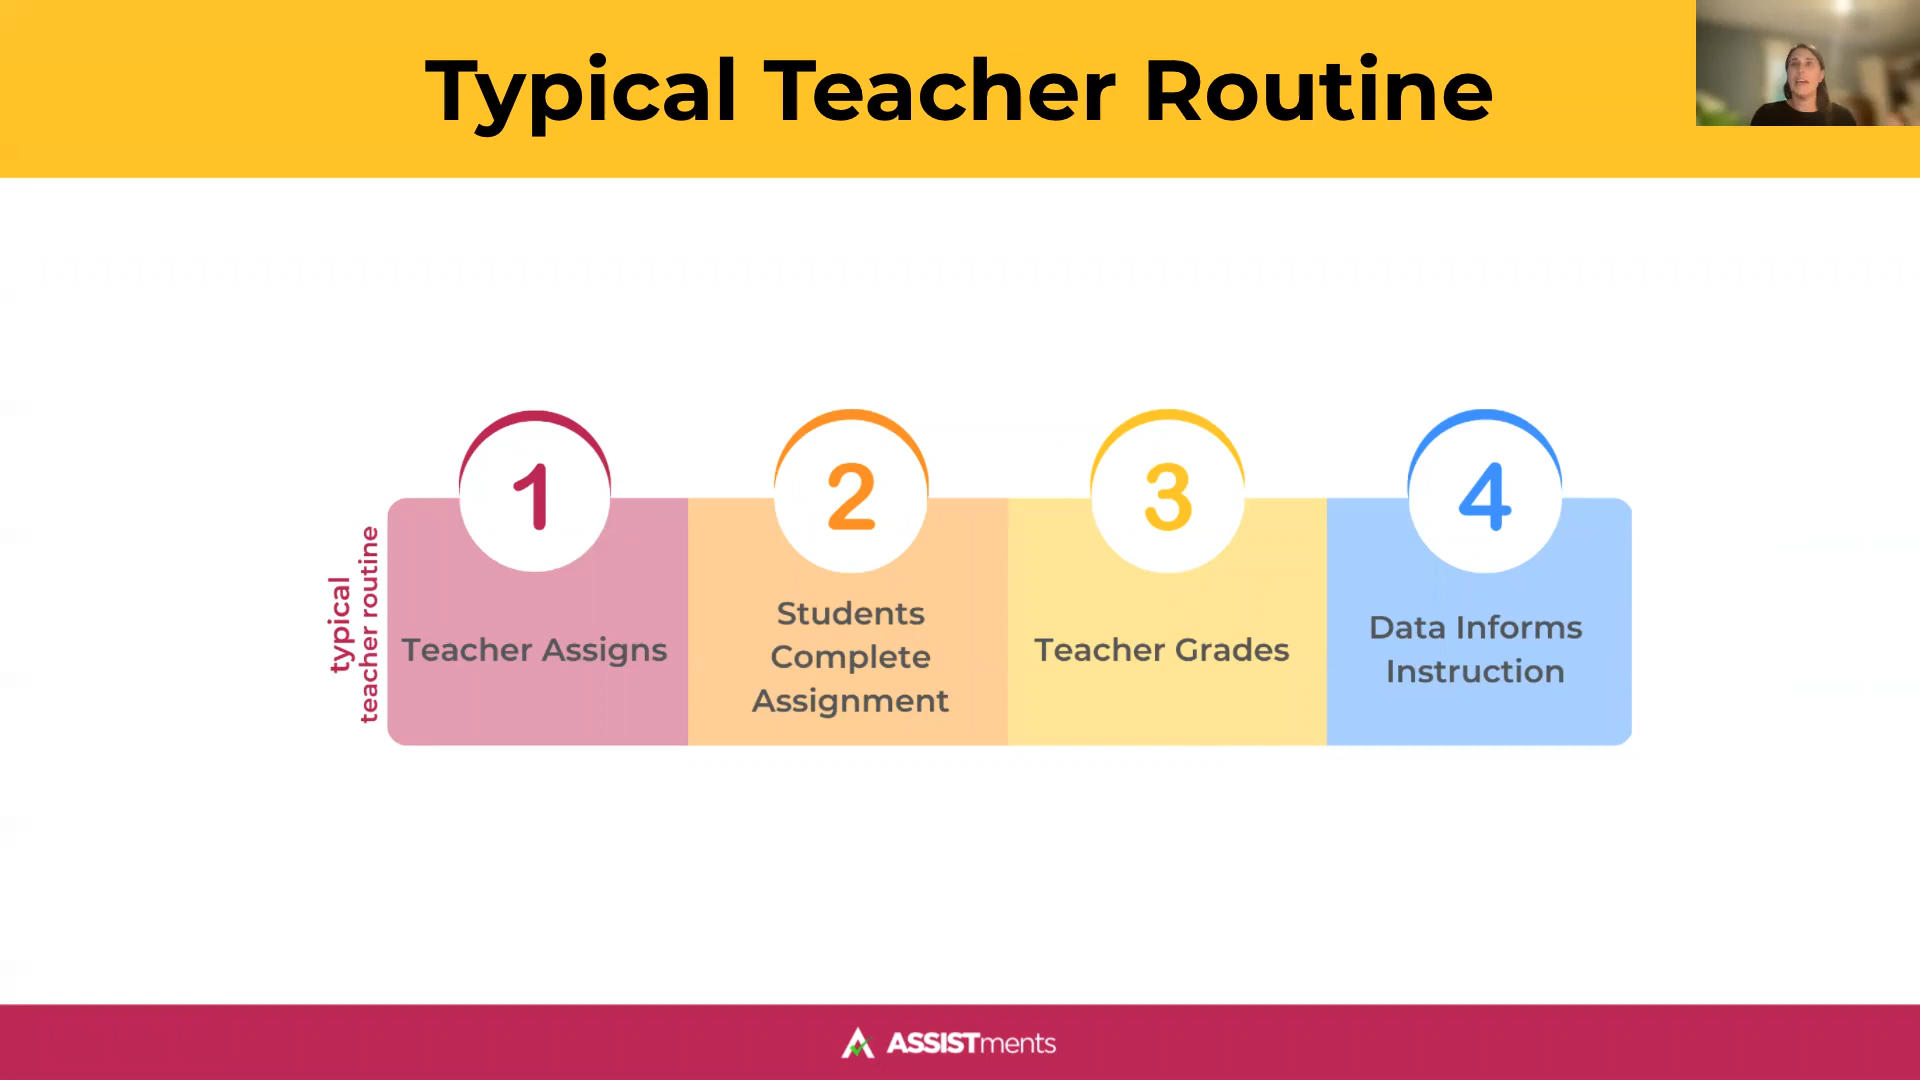 Typical Teacher Routine
1
2
3
4
typical
teacher routine
Teacher Assigns
Students
Complete
Assignment
Teacher Grades
Data Informs
Instruction
ASSISTments